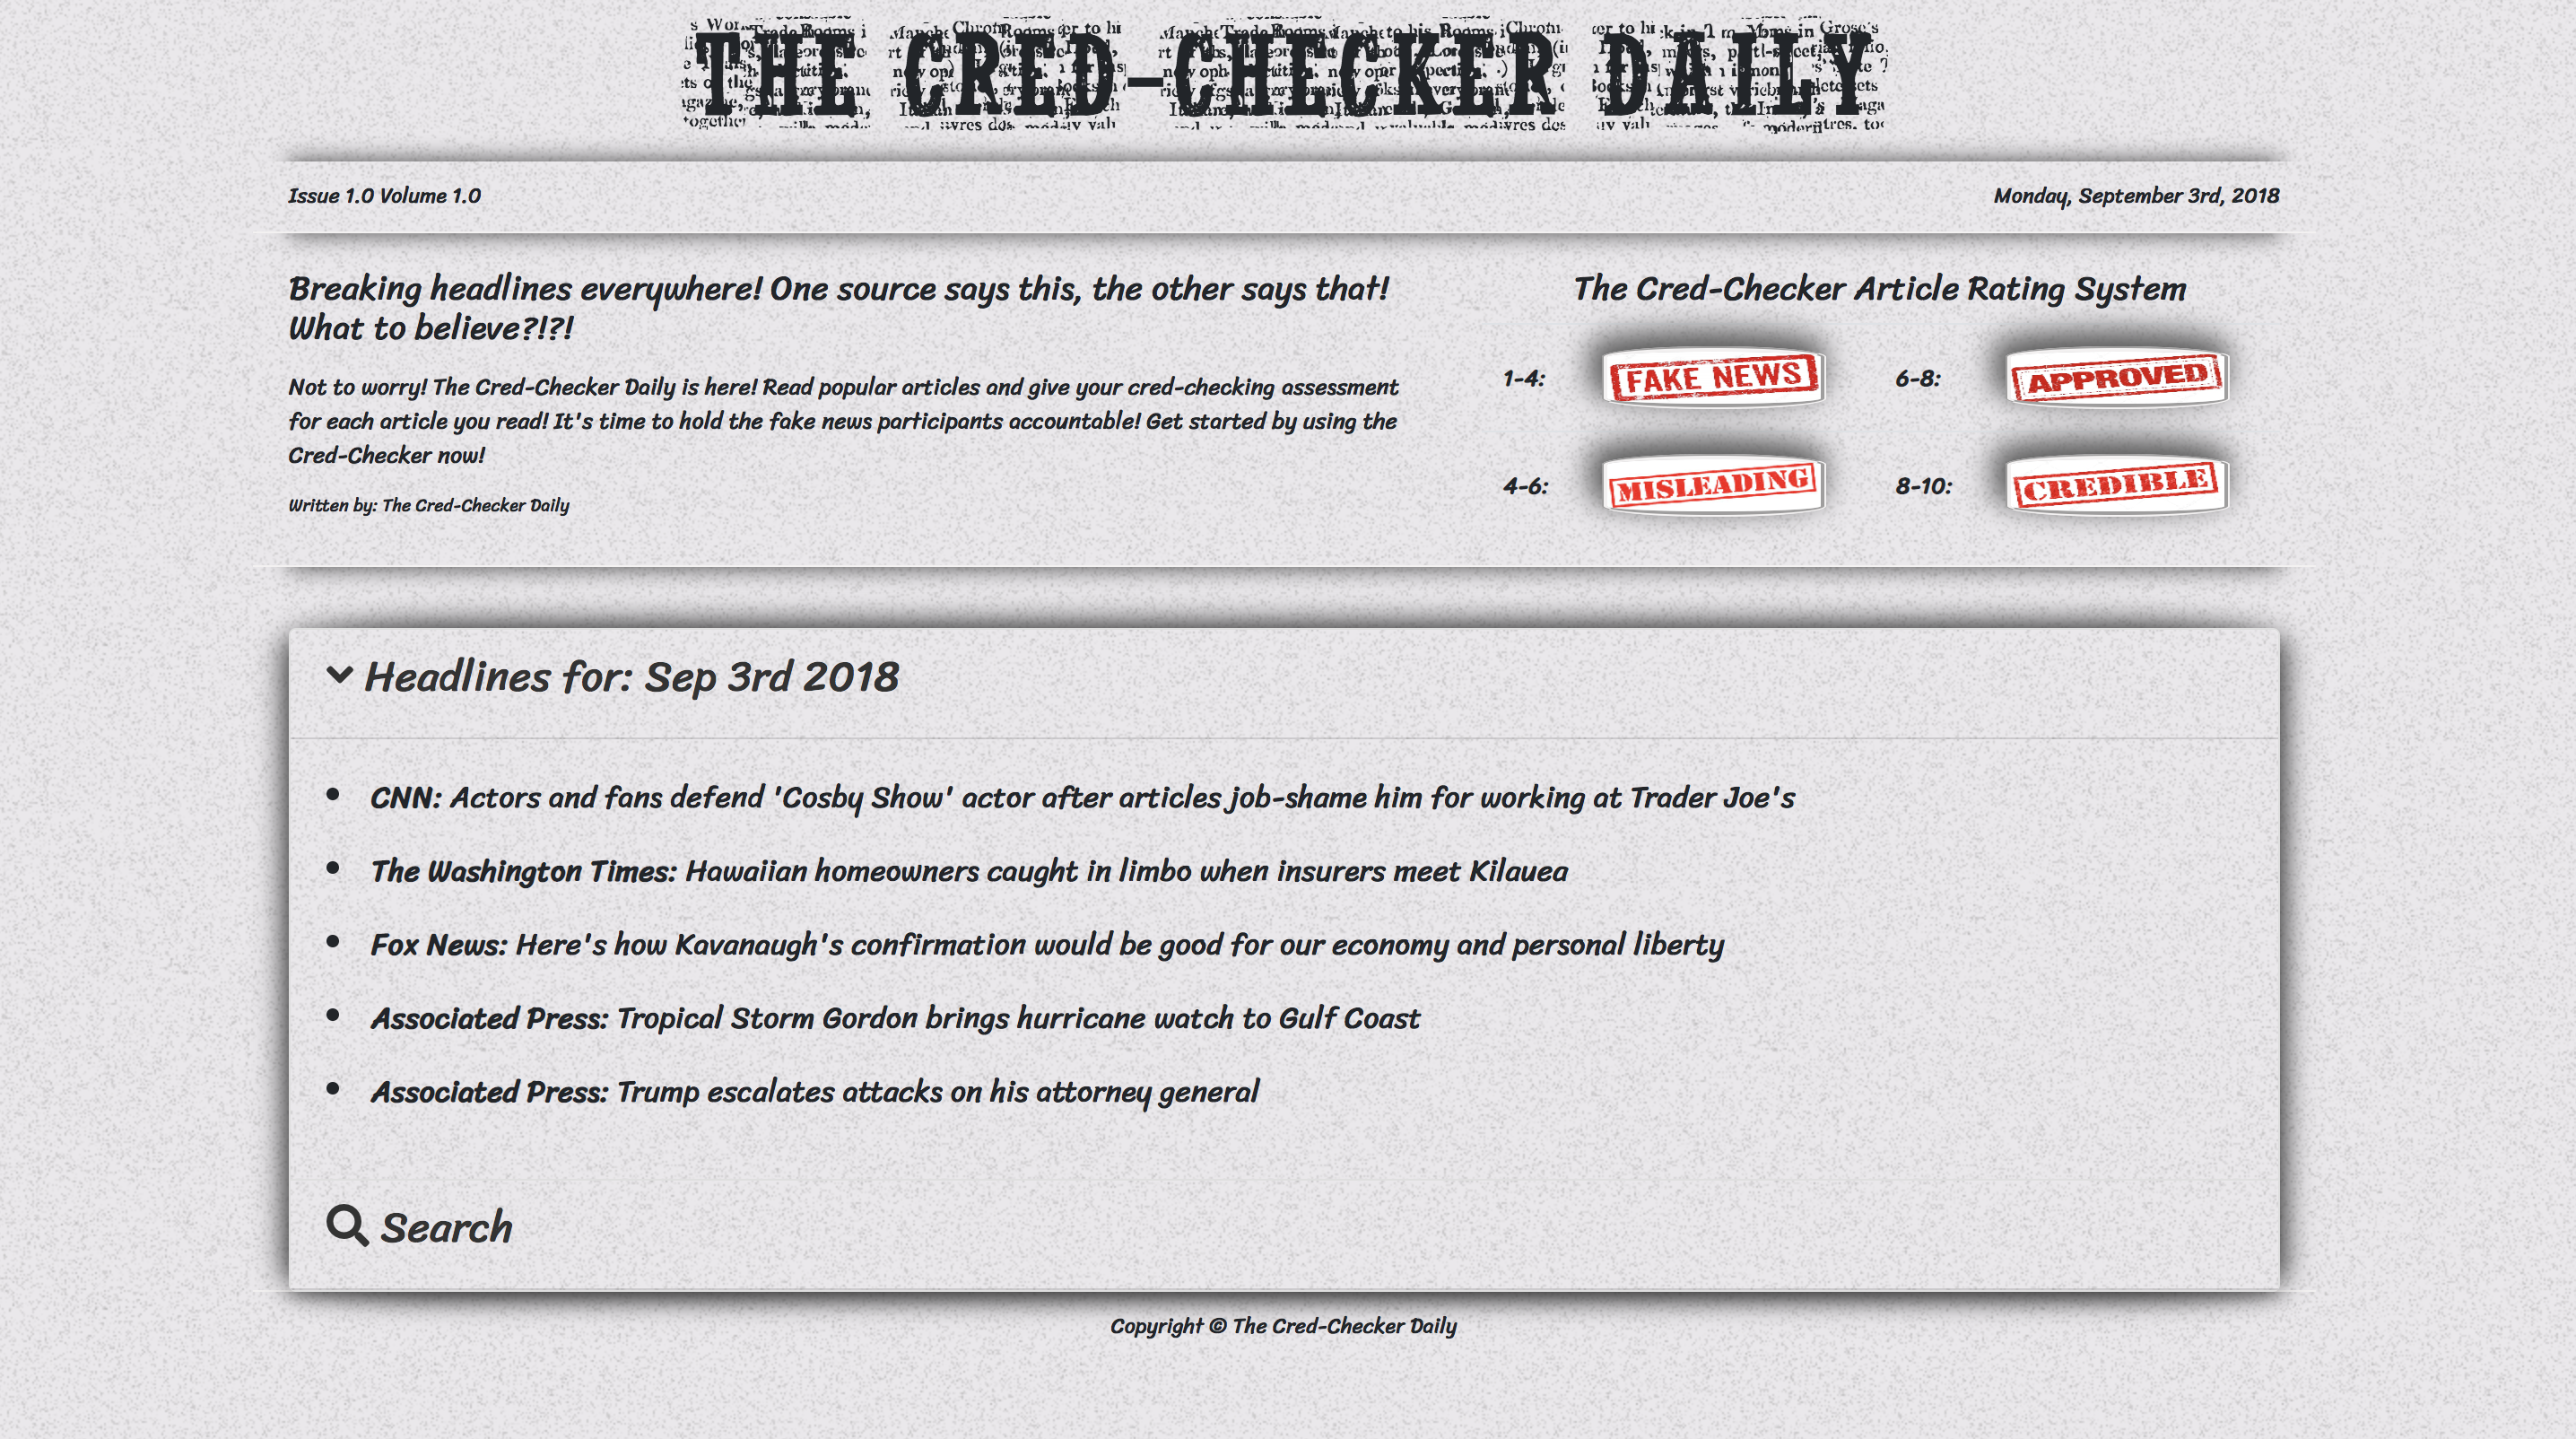 THE CRED-CHECKER DAILY
Issue 1.0 Volume 1.0
Monday, September 3rd, 2018
Breaking headlines everywhere! One source says this, the other says that!
What to believe?!?!
Not to worry! The Cred-Checker Daily is here! Read popular articles and give your cred-checking assessment
for each article you read! It's time to hold the fake news participants accountable! Get started by using the
Cred-Checker now!
Written by: The Cred-Checker Daily
The Cred-Checker Article Rating System
1-4: FAKE NEWS 6-8: APPROVED
4-6: MISLEADING 8-10: CREDIBLE
Headlines for: Sep 3rd 2018
• CNN: Actors and fans defend 'Cosby Show' actor after articles job-shame him for working at Trader Joe's
• The Washington Times: Hawaiian homeowners caught in limbo when insurers meet Kilauea
• Fox News: Here's how Kavanaugh's confirmation would be good for our economy and personal liberty
• Associated Press: Tropical Storm Gordon brings hurricane watch to Gulf Coast
• Associated Press: Trump escalates attacks on his attorney general
Search
Copyright © The Cred-Checker Daily